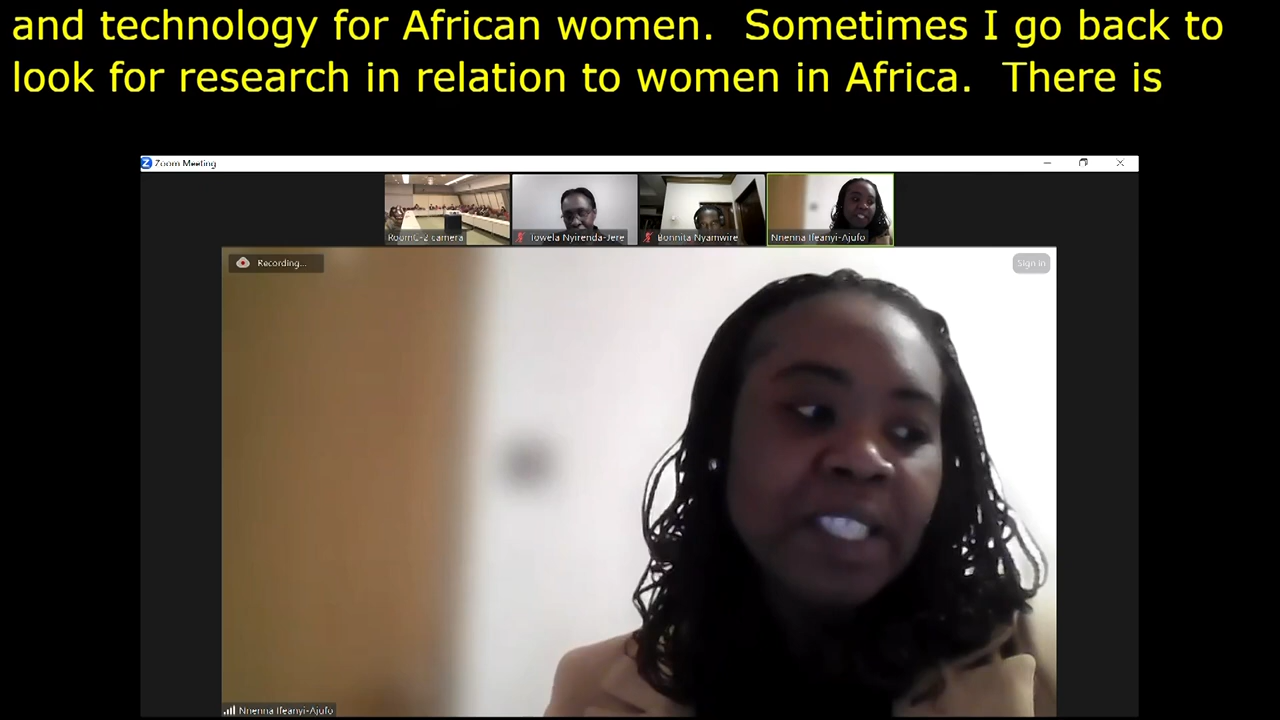 and technology for African women. Sometimes I go back to
look for research in relation to women in Africa. There is
Zoom Meeting
RoomC-2 camera
Towela Nyirenda-Jere
Bonnita Nyamwire
Nnenna Ifeanyi-Ajufo
Recording...
Sign in
Nnenna Ifeanyi-Ajufo